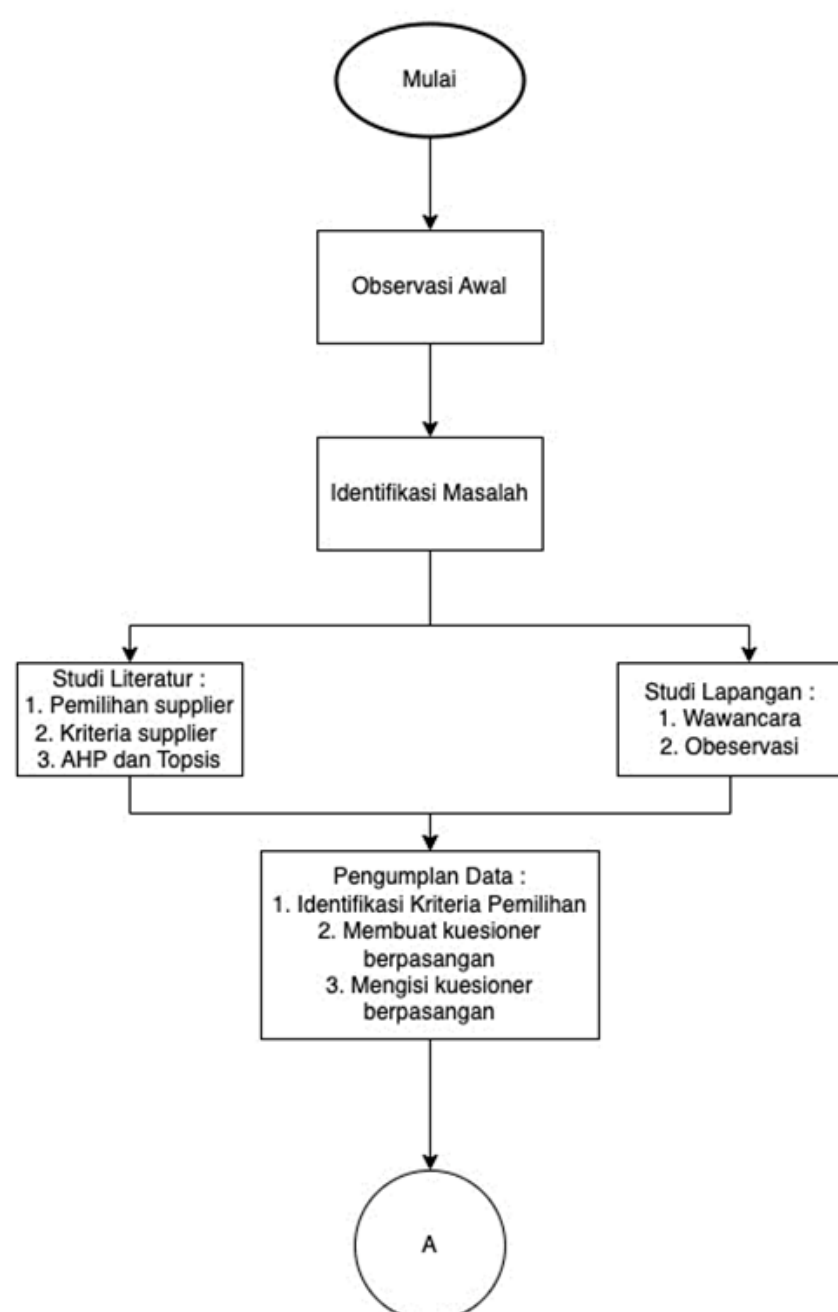 Mulai
Observasi Awal
Identifikasi Masalah
Studi Literatur :
1. Pemilihan supplier
2. Kriteria supplier
3. AHP dan Topsis
Studi Lapangan :
1. Wawancara
2. Obeservasi
Pengumplan Data :
1. Identifikasi Kriteria Pemilihan
2. Membuat kuesioner
berpasangan
3. Mengisi kuesioner
berpasangan
A